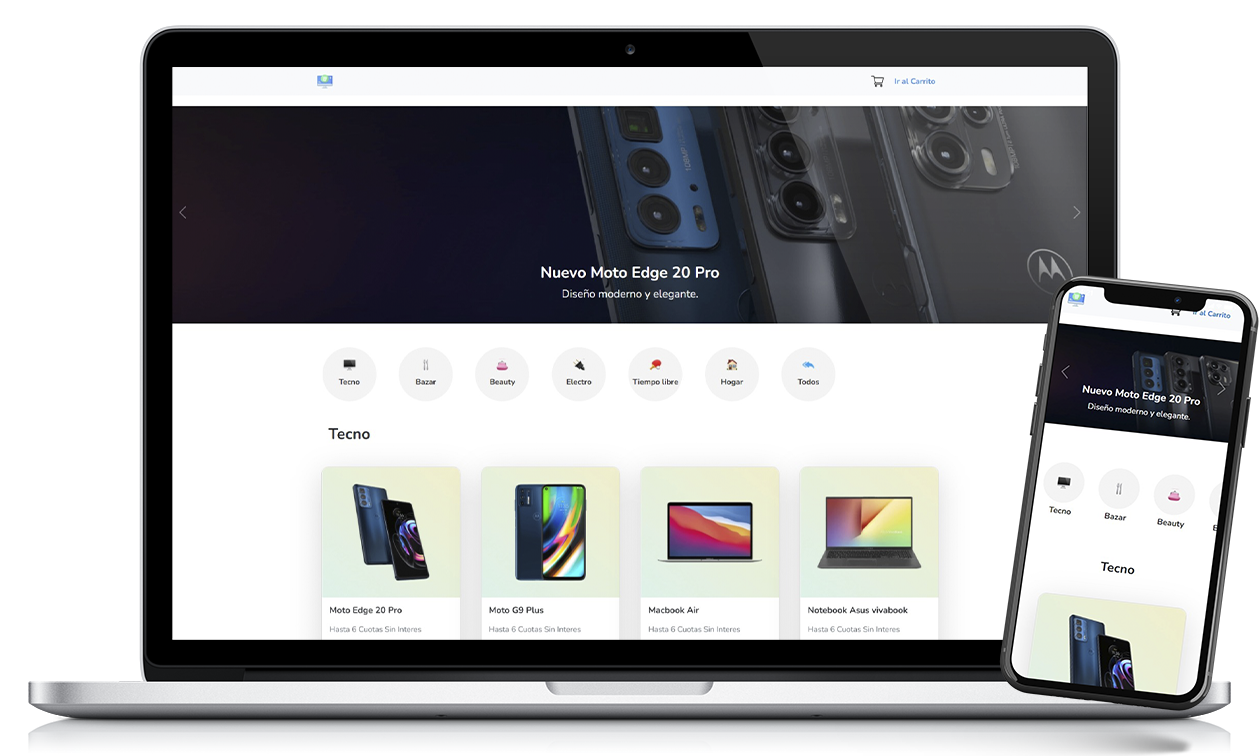 Ir al Carrito
108MP
Nuevo Moto Edge 20 Pro
Diseño moderno y elegante.
Tecno
Bazar
Beauty
Electro
Tiempo libre
Hogar
Todos
Tecno
Moto Edge 20 Pro
Hasta 6 Cuotas Sin Interes
Moto G9 Plus
Hasta 6 Cuotas Sin Interes
Macbook Air
Hasta 6 Cuotas Sin Interes
Notebook Asus vivabook
Hasta 6 Cuotas Sin Interes
Ir al Carrito
Nuevo Moto Edge 20 Pro
Diseño moderno y elegante.
Tecno
Bazar
Beauty
E
Tecno